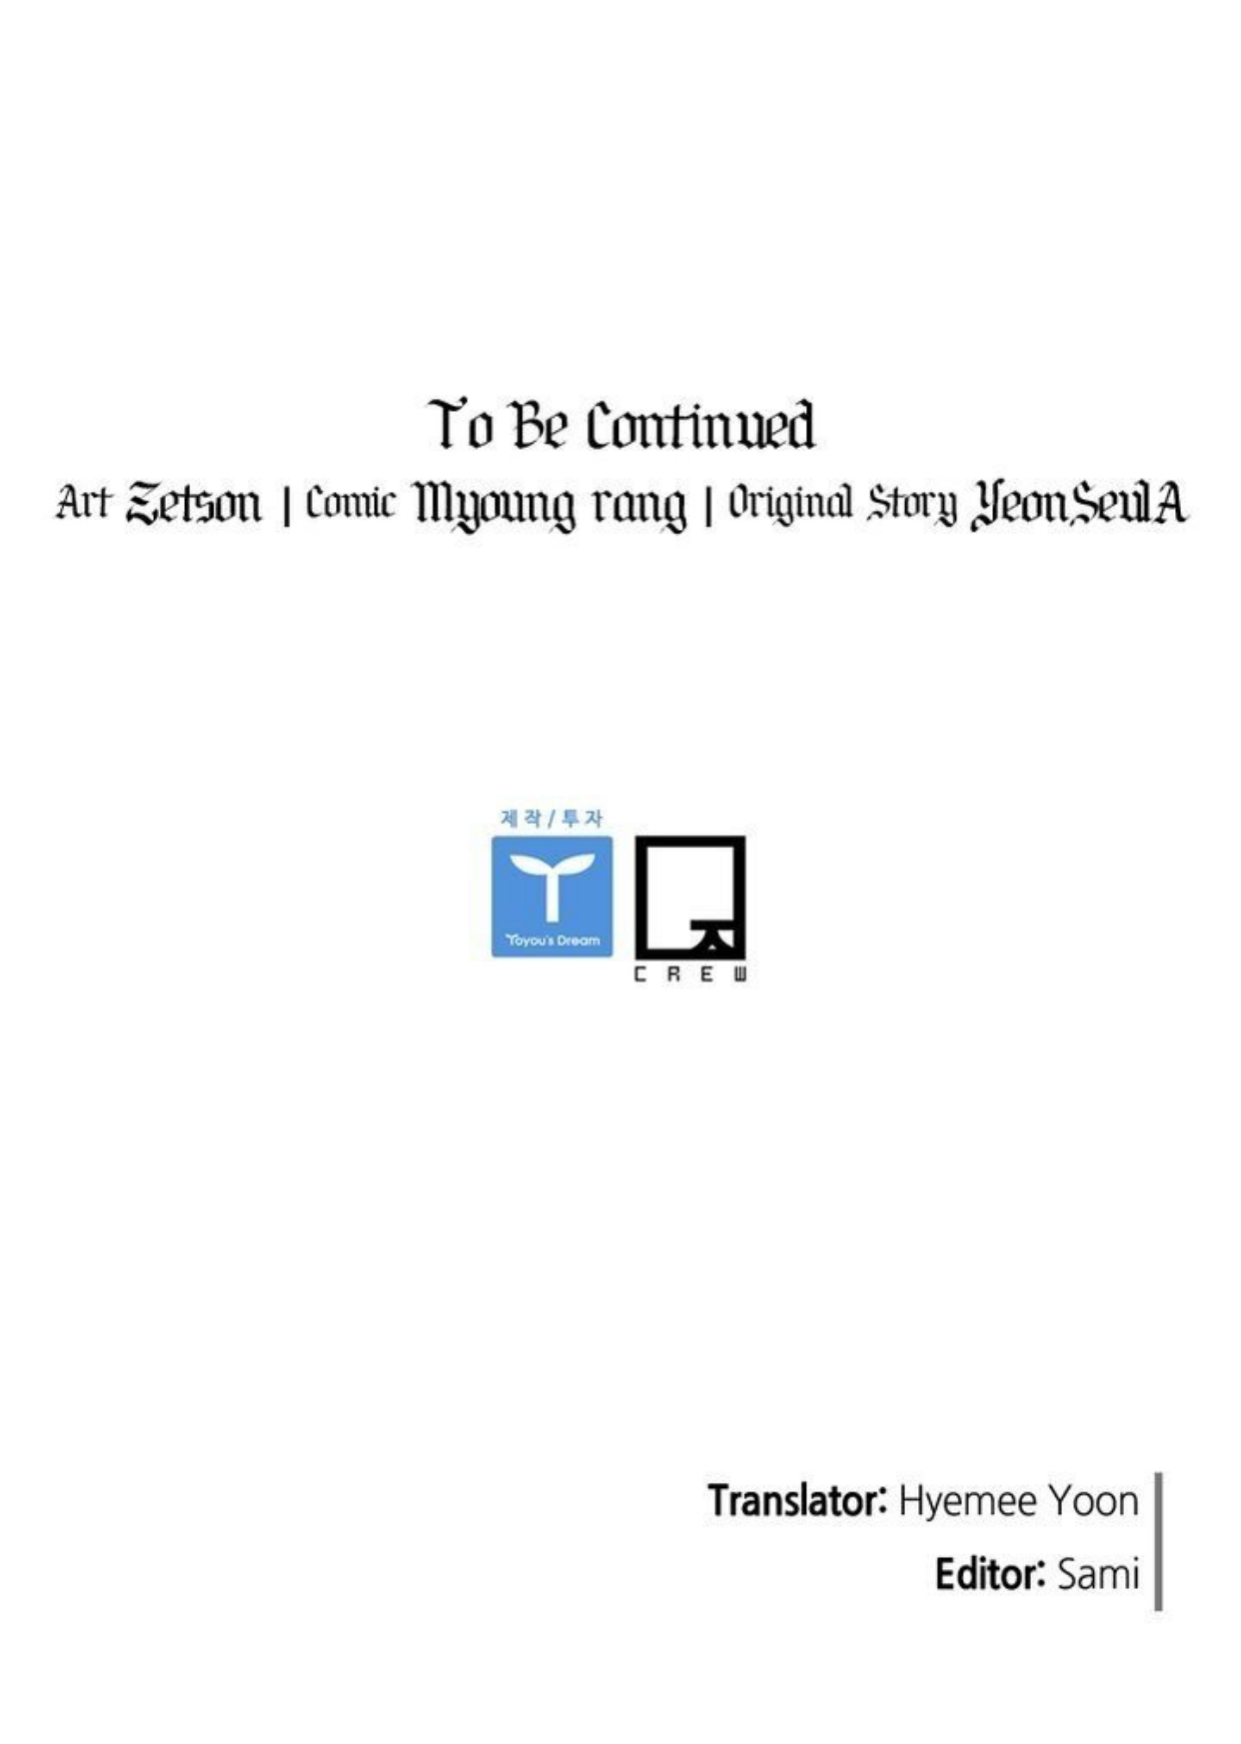 To Be Continued
Art Zetson | Comic Myoung rang | Original Story YeonSeulA
제작/투자
Toyou's Dream
CREW
Translator: Hyemee Yoon
Editor: Sami